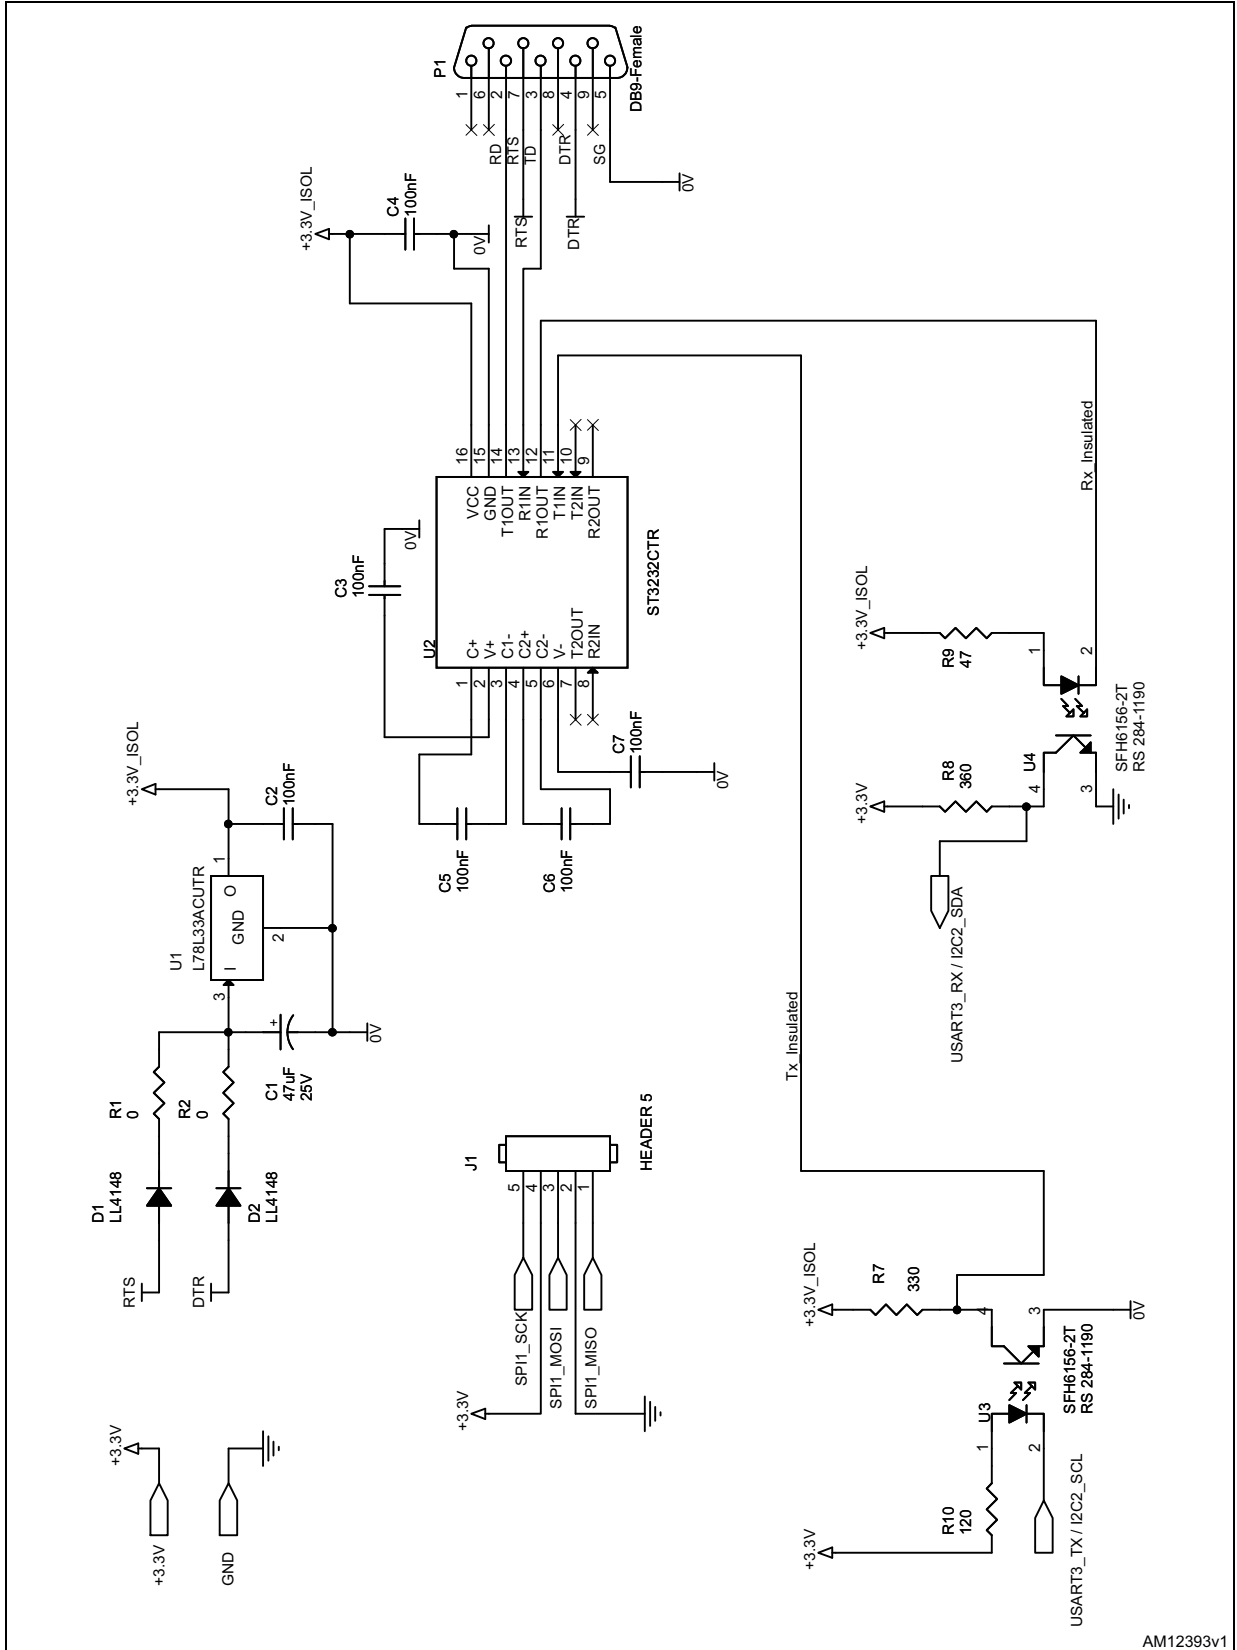 P1
DB9-Female
1
6
2
7
3
8
4
9
5
RD
RTS
TD
DTR
SG
RTS
DTR
0V
+3.3V_ISOL
C4
100nF
0V
16
15
14
13
12
11
10
9
VCC
GND
T1OUT
R1IN
R1OUT
T1IN
T2IN
R2OUT
C+
V+
C1-
C2+
C2-
V-
T2OUT
R2IN
1
2
3
4
5
6
7
8
U2
ST3232CTR
C3
100nF
0V
C5
100nF
C6
100nF
C7
100nF
0V
Rx_Insulated
Tx_Insulated
+3.3V_ISOL
C2
100nF
U1
L78L33ACUTR
I
GND
O
1
2
3
C1
47uF
25V
+
0V
R1
0
R2
0
D1
LL4148
D2
LL4148
RTS
DTR
+3.3V_ISOL
R9
47
1
2
SFH6156-2T
RS 284-1190
U4
4
3
+3.3V
R8
360
USART3_RX / I2C2_SDA
J1
HEADER 5
5
4
3
2
1
SPI1_SCK
SPI1_MOSI
SPI1_MISO
+3.3V
+3.3V
+3.3V
GND
+3.3V_ISOL
R7
330
4
3
0V
SFH6156-2T
RS 284-1190
U3
1
2
R10
120
+3.3V
USART3_TX / I2C2_SCL
AM12393v1